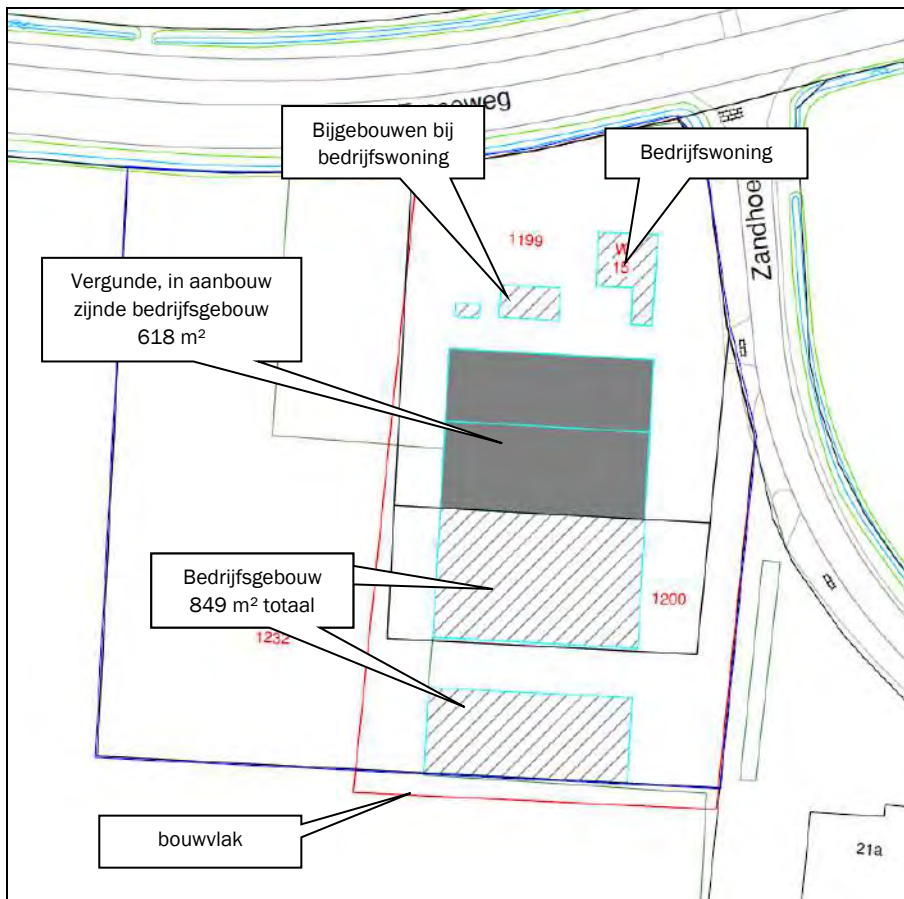 Bijgebouwen bij
bedrijfswoning
Bedrijfswoning
1199
15
Vergunde, in aanbouw
zijnde bedrijfsgebouw
618 m²
Bedrijfsgebouw
849 m² totaal
1200
1232
bouwvlak
21a